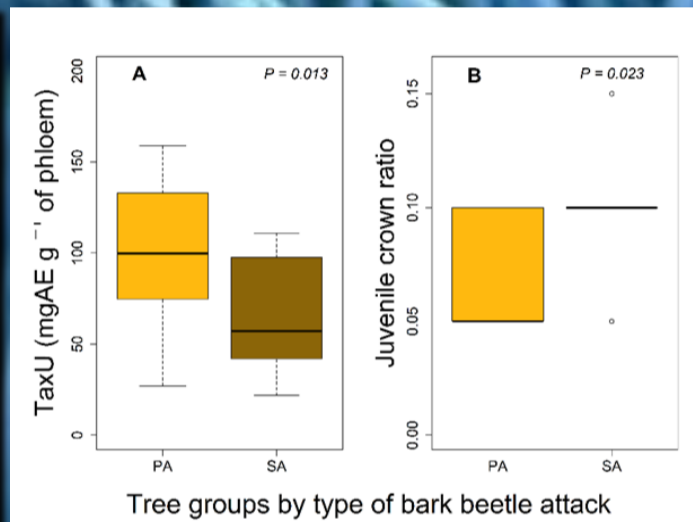 A
P = 0.013
TaxU (mgAE g⁻¹ of phloem)
200
150
100
50
0
PA
SA
B
P = 0.023
Juvenile crown ratio
0.15
0.10
0.05
0.00
PA
SA
Tree groups by type of bark beetle attack